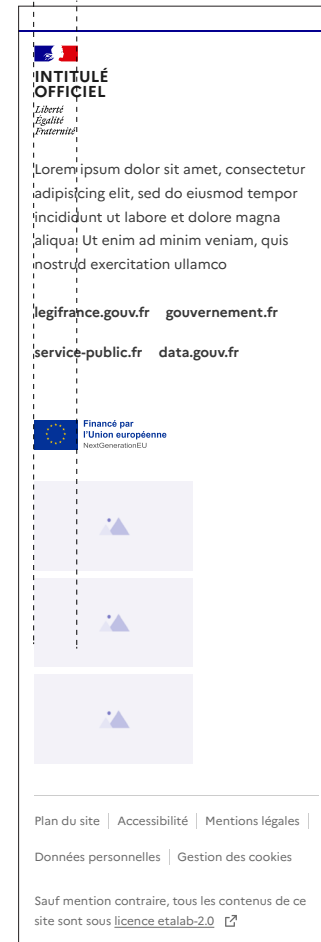 INTITULÉ
OFFICIEL
Liberté
Égalité
Fraternité
Lorem ipsum dolor sit amet, consectetur
adipisicing elit, sed do eiusmod tempor
incididunt ut labore et dolore magna
aliqua. Ut enim ad minim veniam, quis
nostrud exercitation ullamco
legifrance.gouv.fr gouvernement.fr
service-public.fr data.gouv.fr
Financé par
l'Union européenne
NextGenerationEU
Plan du site Accessibilité Mentions légales
Données personnelles Gestion des cookies
Sauf mention contraire, tous les contenus de ce
site sont sous licence etalab-2.0